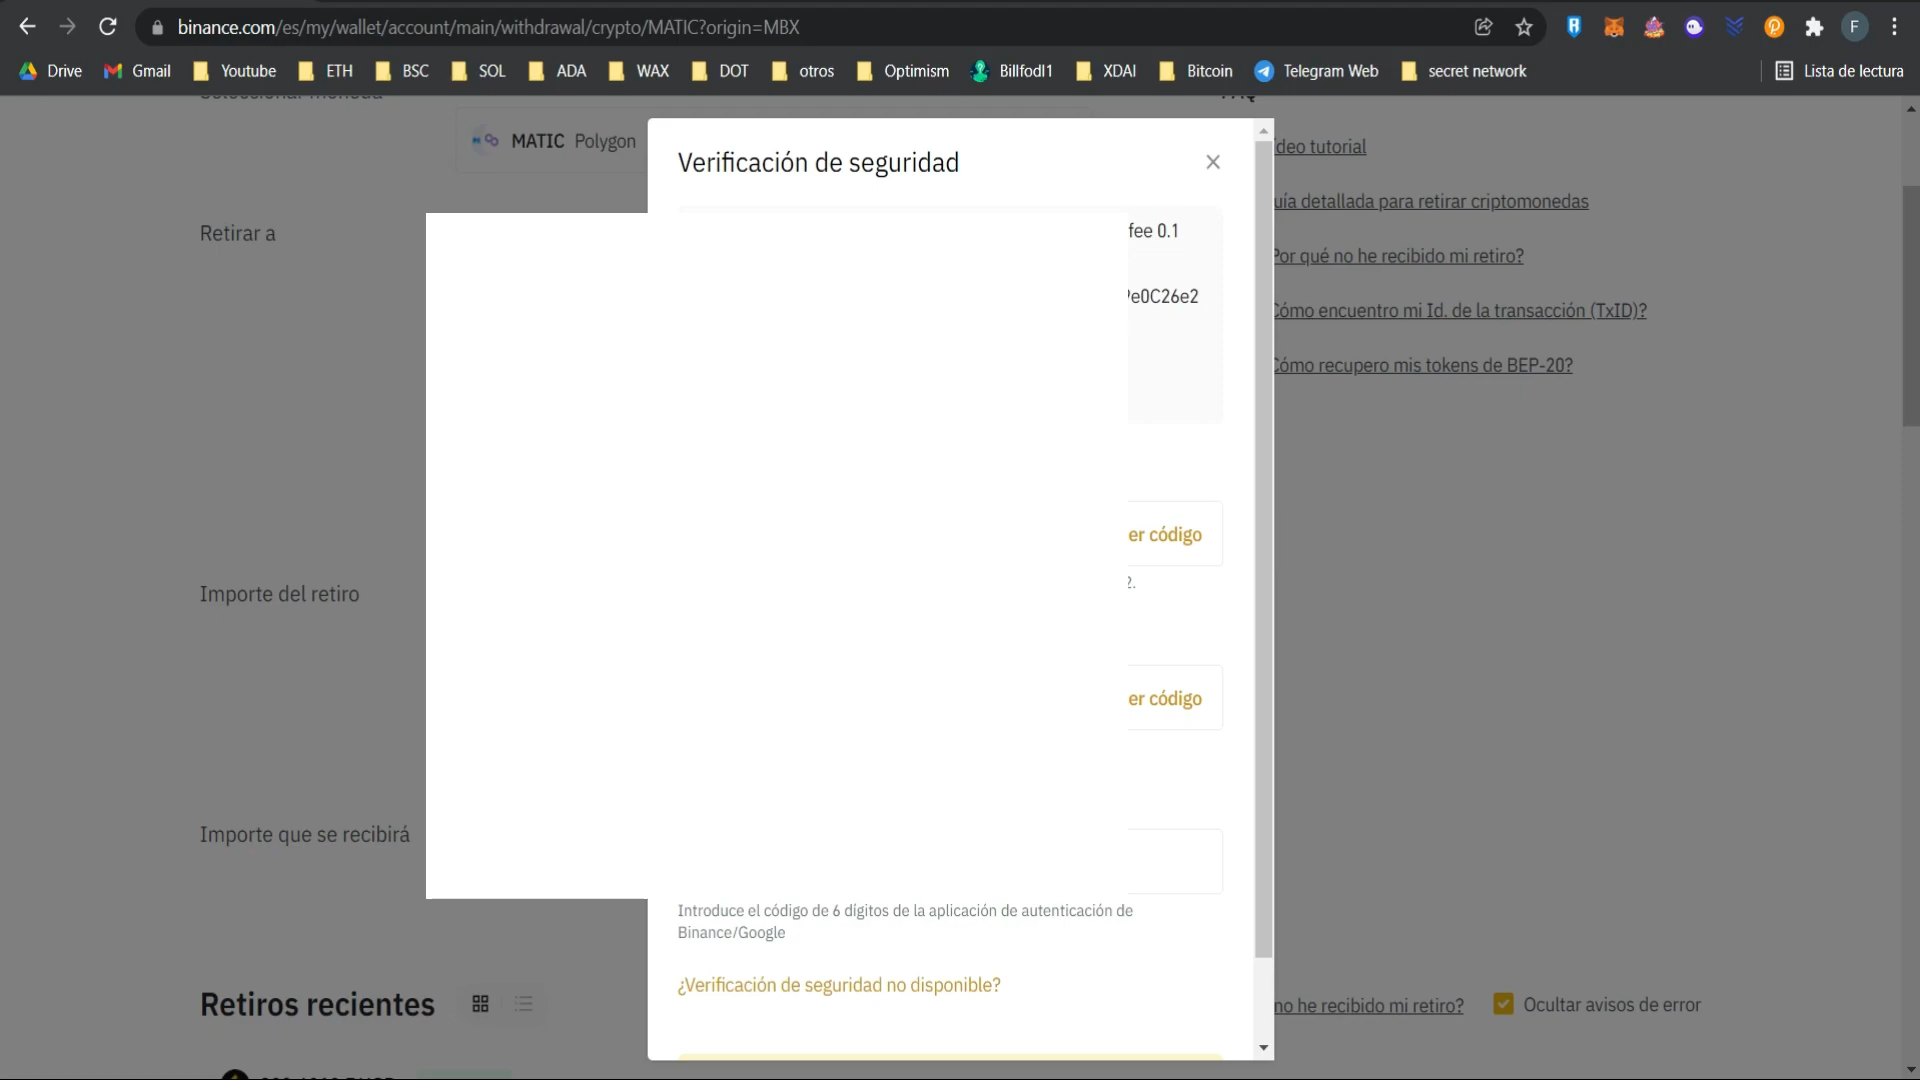 binance.com/es/my/wallet/account/main/withdrawal/crypto/MATIC?origin=MBX
F
Drive Gmail Youtube ETH BSC SOL ADA WAX DOT otros Optimism Billfodl1 XDAI Bitcoin Telegram Web secret network Lista de lectura
MATIC Polygon
Verificación de seguridad
deo tutorial
Retirar a
fee 0.1
uía detallada para retirar criptomonedas
Por qué no he recibido mi retiro?
e0C26e2
Cómo encuentro mi Id. de la transacción (TxID)?
Cómo recupero mis tokens de BEP-20?
er código
2.
Importe del retiro
er código
Importe que se recibirá
Introduce el código de 6 dígitos de la aplicación de autenticación de
Binance/Google
¿Verificación de seguridad no disponible?
Retiros recientes
no he recibido mi retiro?
Ocultar avisos de error